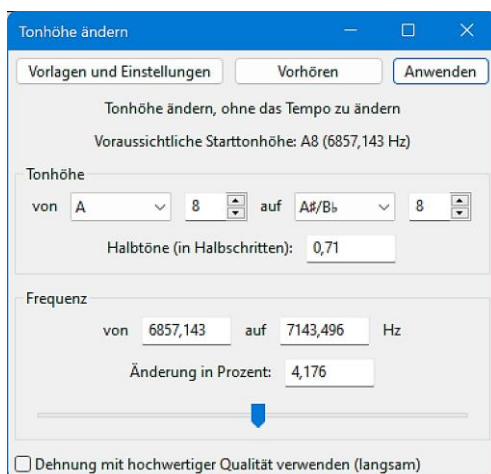 Tonhöhe ändern
Vorlagen und Einstellungen Vorhören Anwenden
Tonhöhe ändern, ohne das Tempo zu ändern
Voraussichtliche Starttonhöhe: A8 (6857,143 Hz)
Tonhöhe
von A 8 auf A♯/B♭ 8
Halbtöne (in Halbschritten): 0,71
Frequenz
von 6857,143 auf 7143,496 Hz
Änderung in Prozent: 4,176
Dehnung mit hochwertiger Qualität verwenden (langsam)